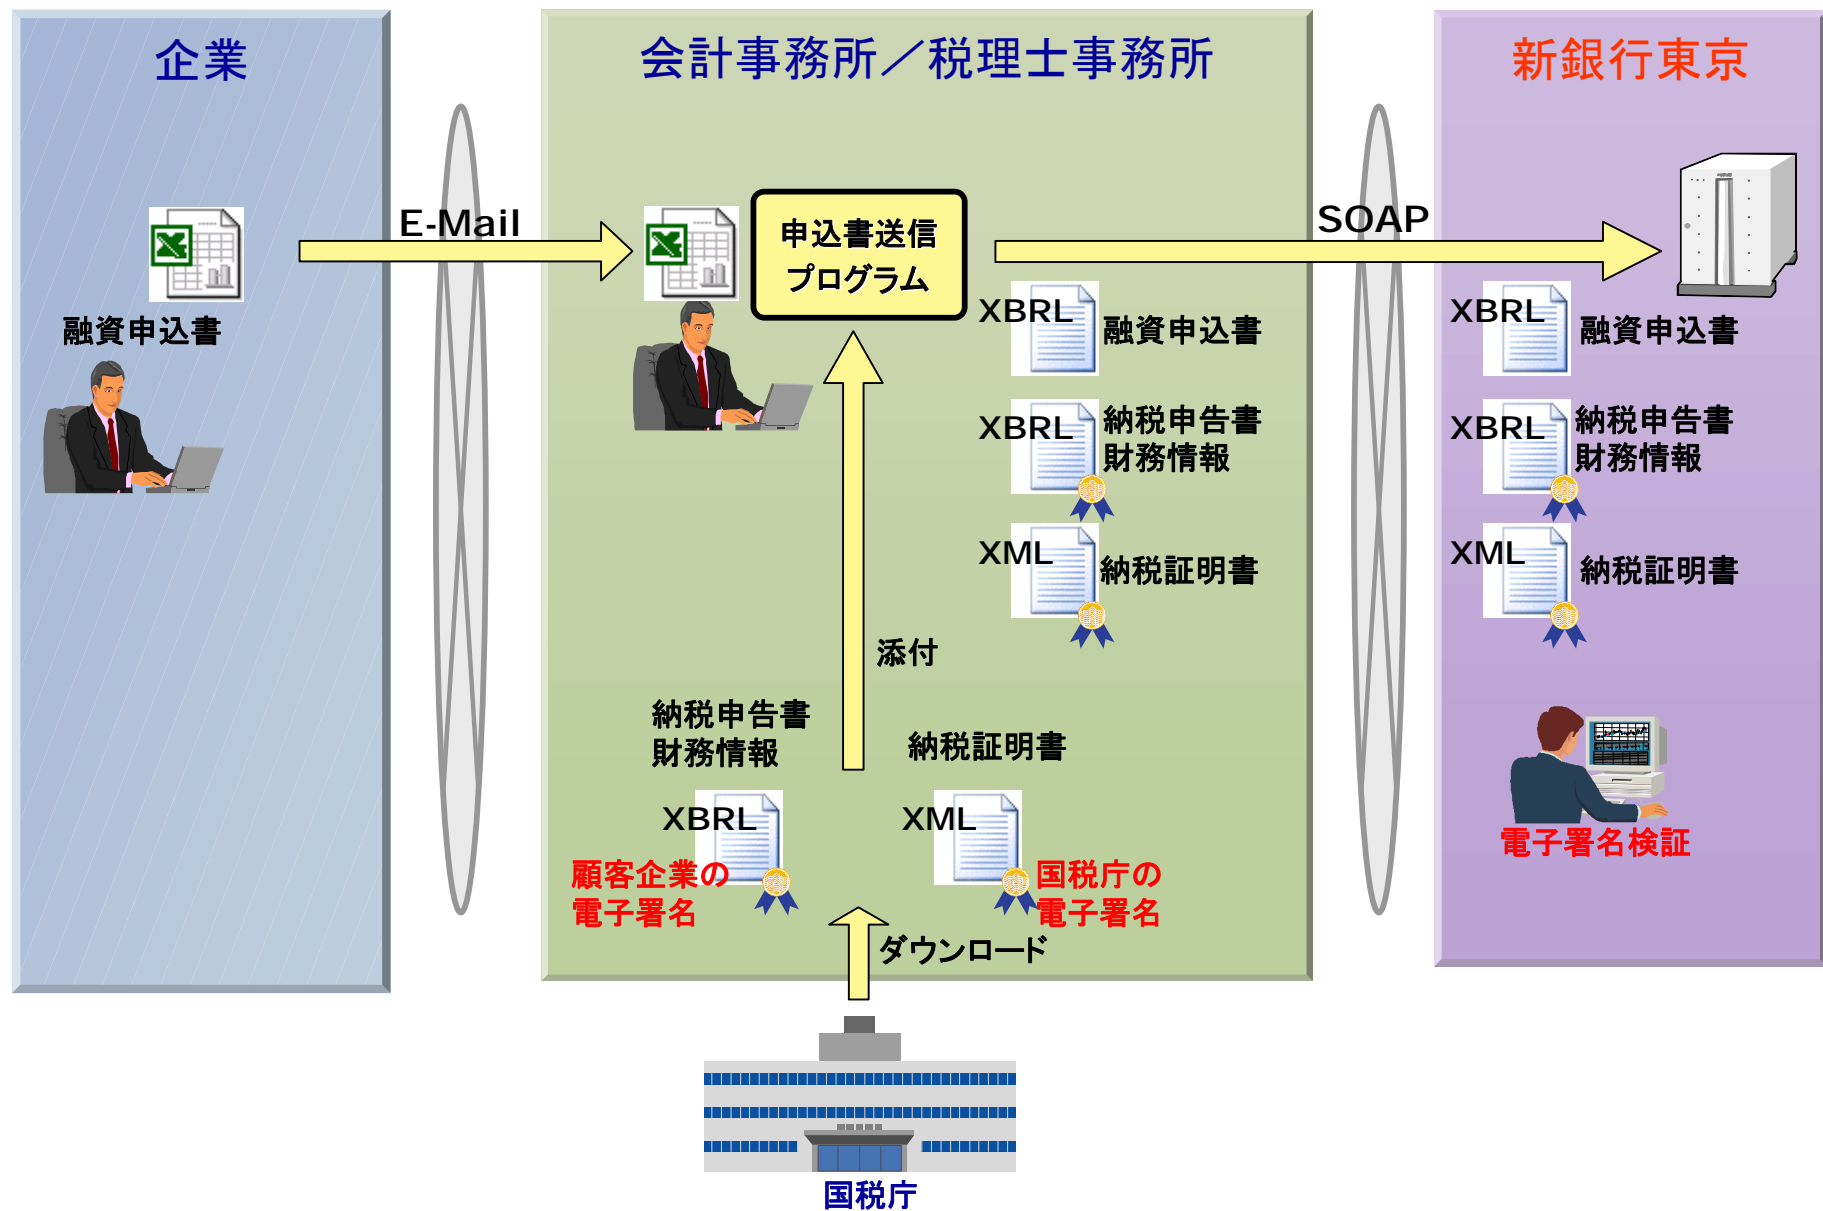 企業
会計事務所／税理士事務所
新銀行東京
E-Mail
SOAP
融資申込書
申込書送信
プログラム
XBRL
融資申込書
XBRL
納税申告書
財務情報
XML
納税証明書
XBRL
融資申込書
XBRL
納税申告書
財務情報
XML
納税証明書
添付
納税申告書
財務情報
納税証明書
XBRL
XML
顧客企業の
電子署名
国税庁の
電子署名
電子署名検証
ダウンロード
国税庁